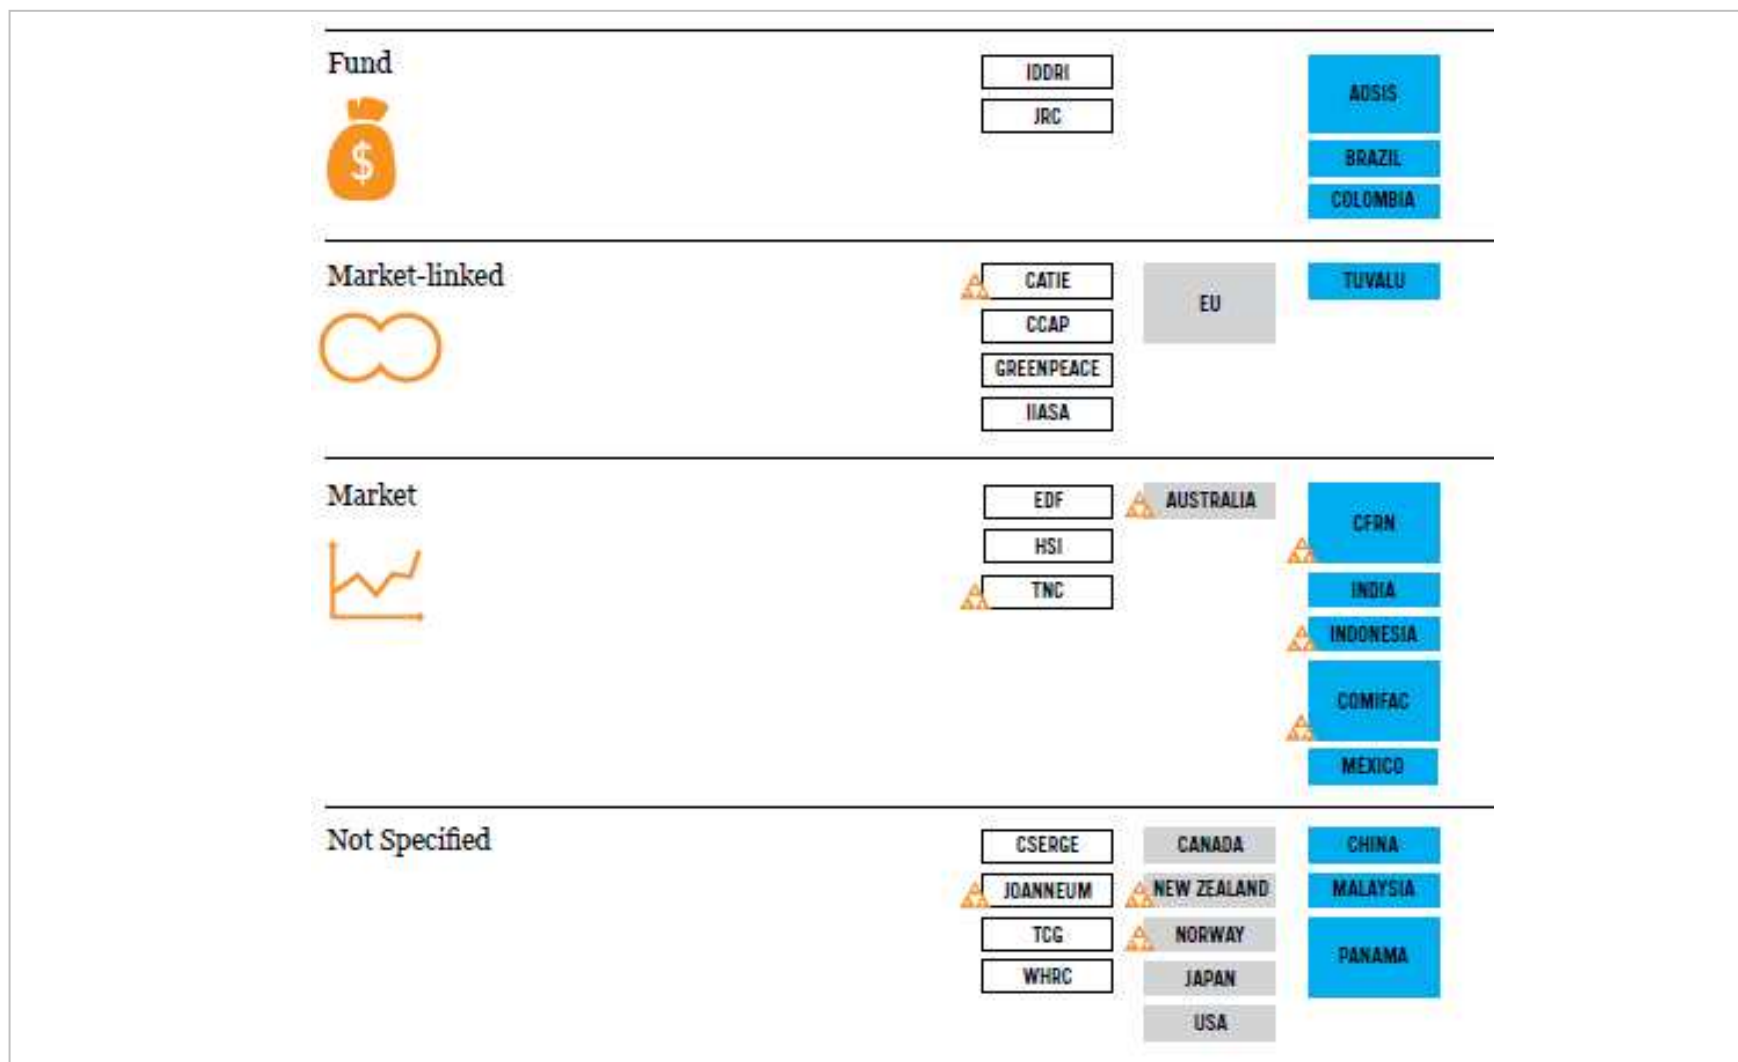 Fund
$
IDDRI
JRC
AOSIS
BRAZIL
COLOMBIA
Market-linked
CATIE
CCAP
GREENPEACE
IIASA
EU
TUVALU
Market
EDF
HSI
TNC
AUSTRALIA
CFRN
INDIA
INDONESIA
COMIFAC
MEXICO
Not Specified
CSERGE
JOANNEUM
TCG
WHRC
CANADA
NEW ZEALAND
NORWAY
JAPAN
USA
CHINA
MALAYSIA
PANAMA